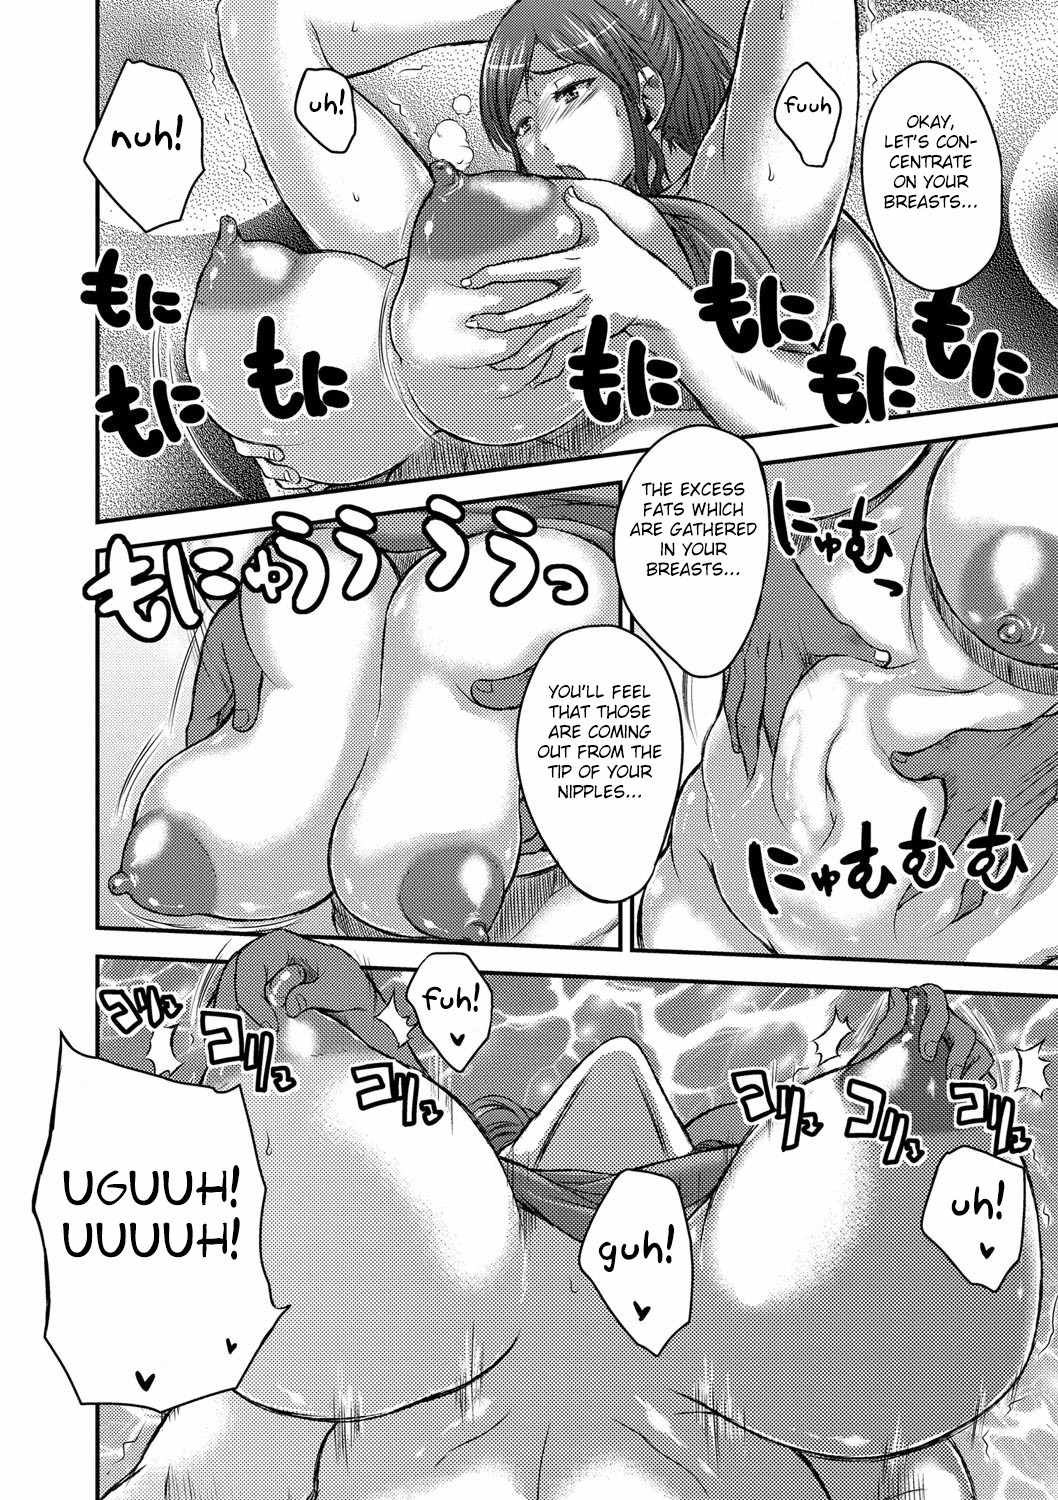 OKAY,
LET'S CON-
CENTRATE
ON YOUR
BREASTS...
fuuh
uh!
nuh!
もに
もに
もに
もに
もに
もに
もに
THE EXCESS
FATS WHICH
ARE GATHERED
IN YOUR
BREASTS...
にゅむっ
にゅむむむ
もにゅうぅぅぅっ
YOU'LL FEEL
THAT THOSE
ARE COMING
OUT FROM THE
TIP OF YOUR
NIPPLES...
fuh!
コリュ
コリュ
コリュ
コリュ
コリュ
コリュ
uh!
guh!
UGUUH!
UUUUH!